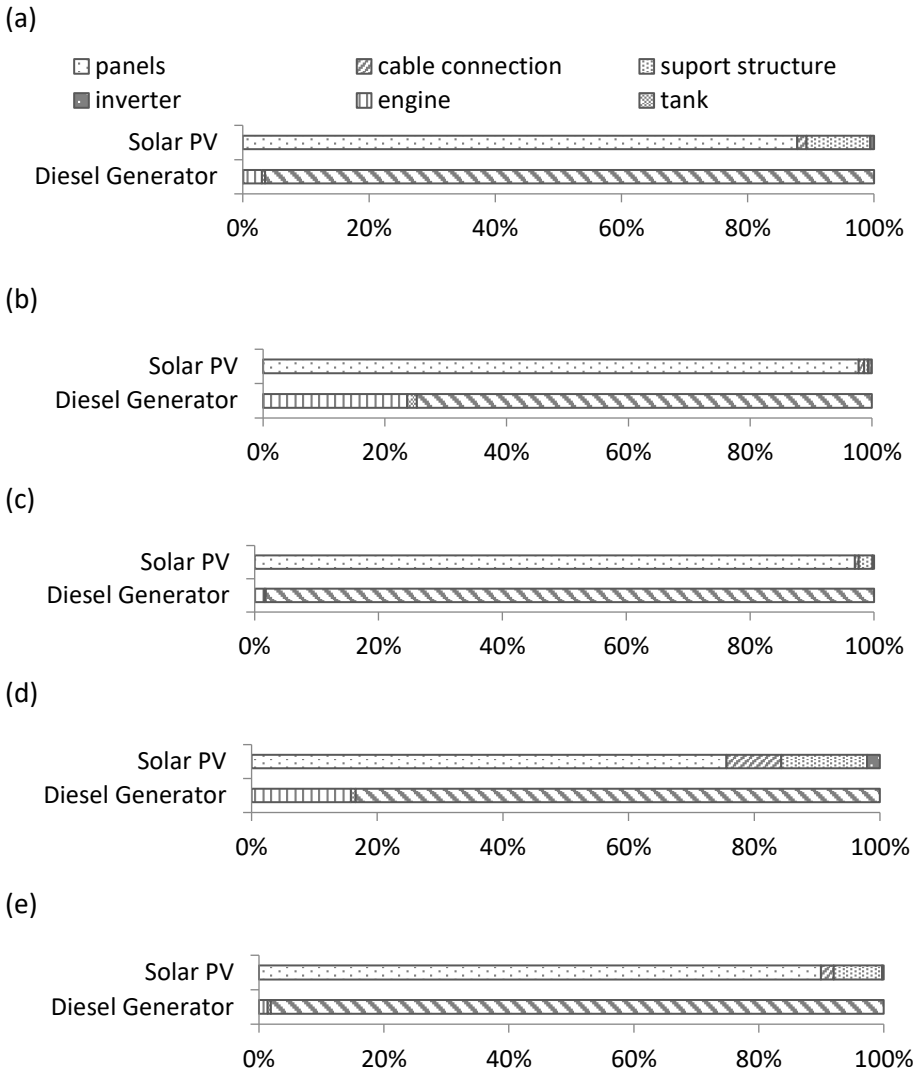 (a)
panels cable connection suport structure
inverter engine tank
Solar PV
Diesel Generator
0% 20% 40% 60% 80% 100%
(b)
Solar PV
Diesel Generator
0% 20% 40% 60% 80% 100%
(c)
Solar PV
Diesel Generator
0% 20% 40% 60% 80% 100%
(d)
Solar PV
Diesel Generator
0% 20% 40% 60% 80% 100%
(e)
Solar PV
Diesel Generator
0% 20% 40% 60% 80% 100%